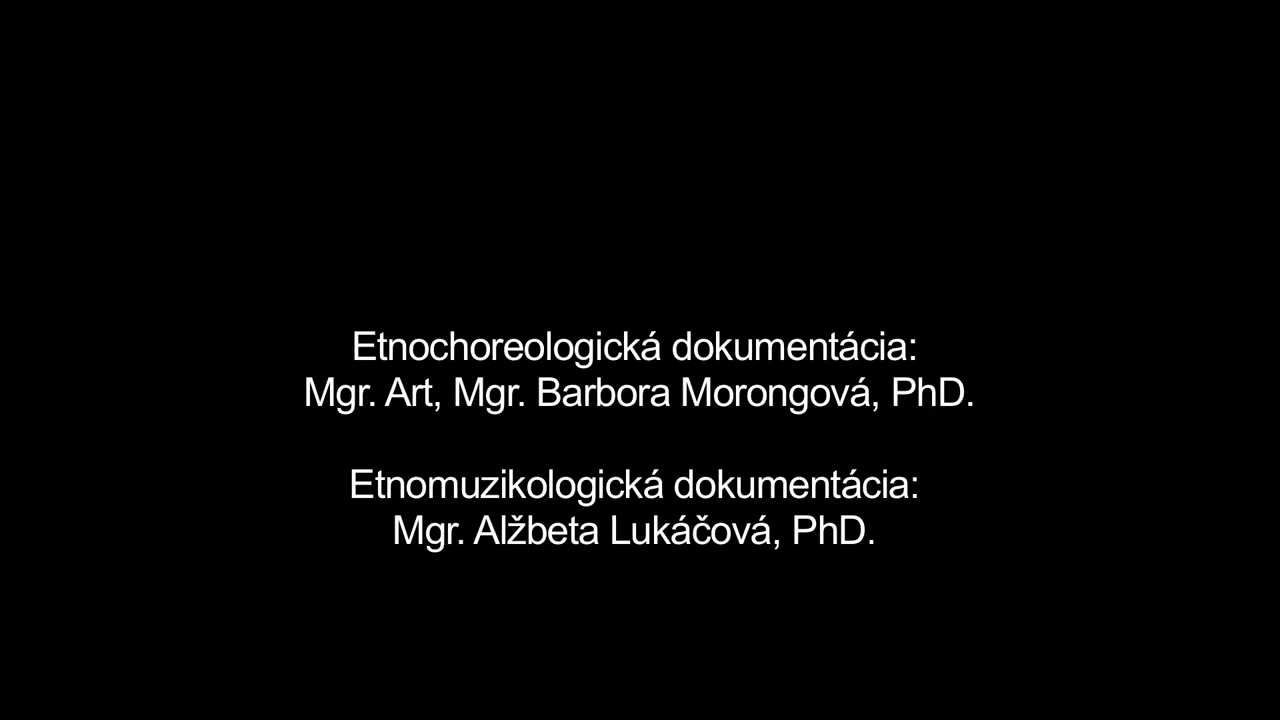 Etnochoreologická dokumentácia:
Mgr. Art, Mgr. Barbora Morongová, PhD.
Etnomuzikologická dokumentácia:
Mgr. Alžbeta Lukáčová, PhD.